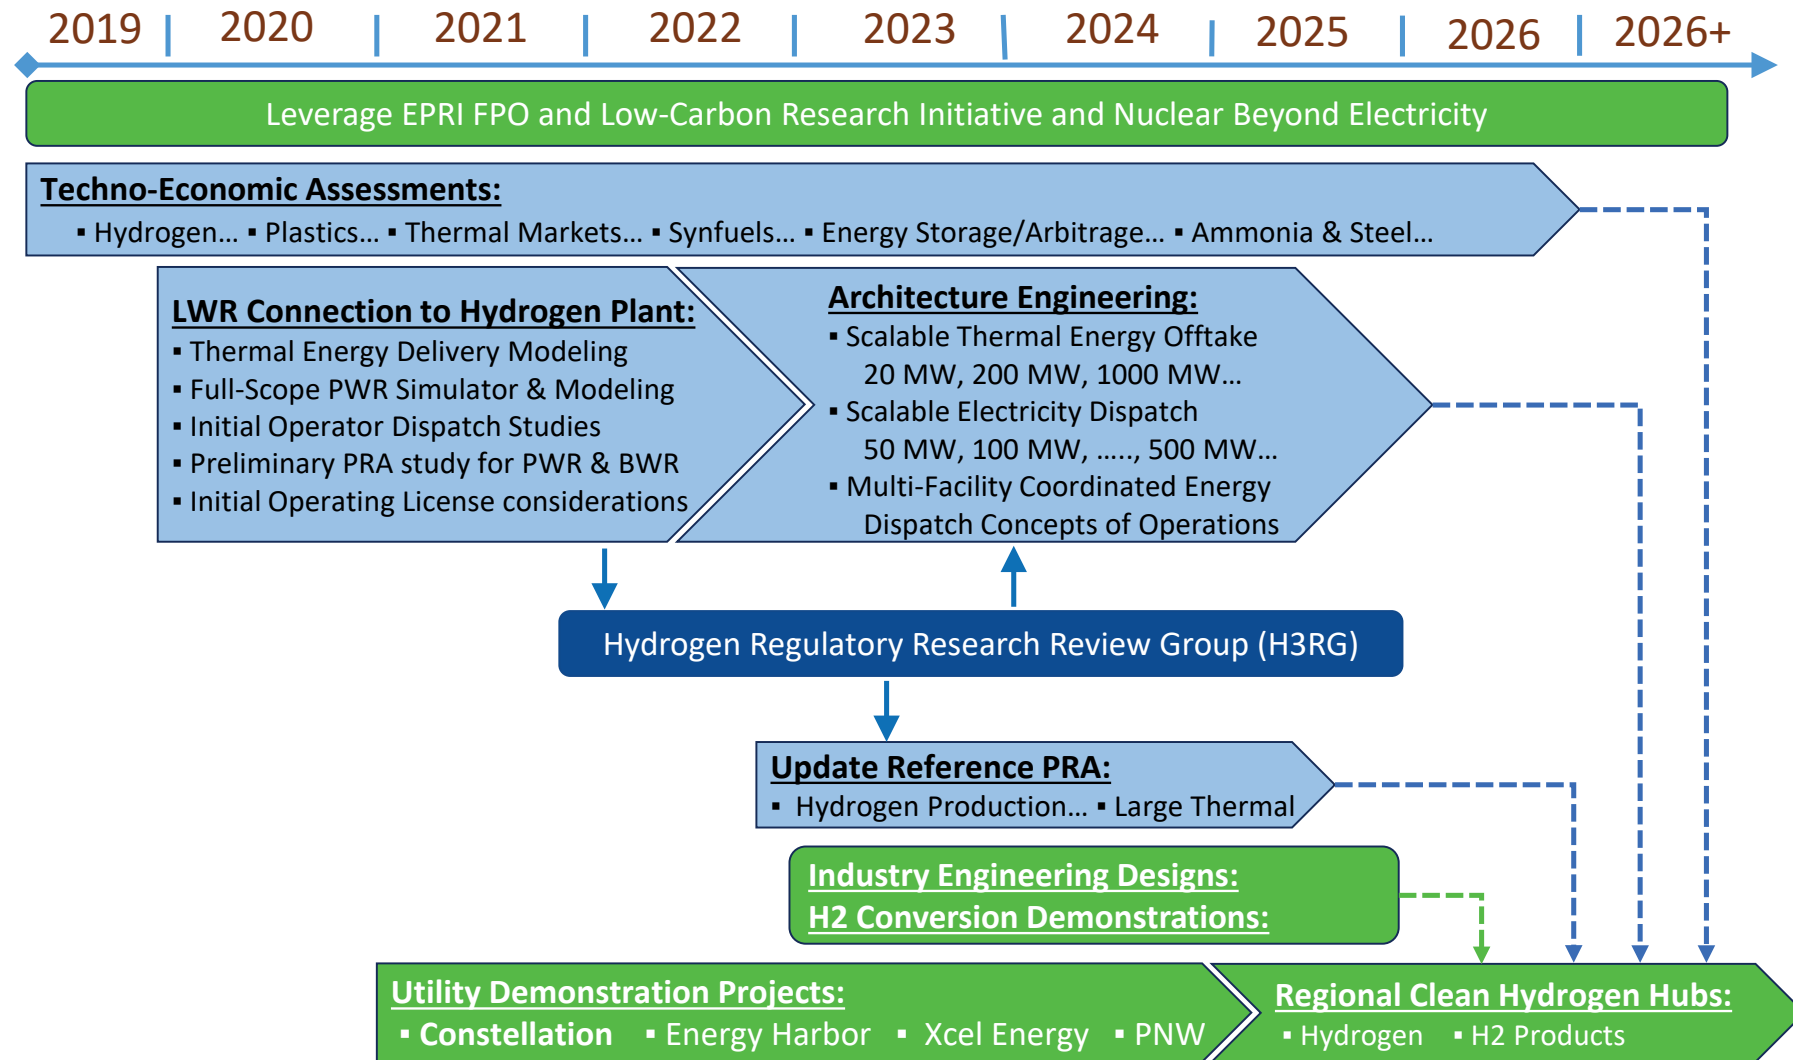 2019 | 2020 | 2021 | 2022 | 2023 | 2024 | 2025 | 2026 | 2026+
Leverage EPRI FPO and Low-Carbon Research Initiative and Nuclear Beyond Electricity
Techno-Economic Assessments:
▪ Hydrogen... ▪ Plastics... ▪ Thermal Markets... ▪ Synfuels... ▪ Energy Storage/Arbitrage... ▪ Ammonia & Steel...
LWR Connection to Hydrogen Plant:
▪ Thermal Energy Delivery Modeling
▪ Full-Scope PWR Simulator & Modeling
▪ Initial Operator Dispatch Studies
▪ Preliminary PRA study for PWR & BWR
▪ Initial Operating License considerations
Architecture Engineering:
▪ Scalable Thermal Energy Offtake
20 MW, 200 MW, 1000 MW...
▪ Scalable Electricity Dispatch
50 MW, 100 MW, ....., 500 MW...
▪ Multi-Facility Coordinated Energy
Dispatch Concepts of Operations
Hydrogen Regulatory Research Review Group (H3RG)
Update Reference PRA:
▪ Hydrogen Production... ▪ Large Thermal
Industry Engineering Designs:
H2 Conversion Demonstrations:
Utility Demonstration Projects:
▪ Constellation ▪ Energy Harbor ▪ Xcel Energy ▪ PNW
Regional Clean Hydrogen Hubs:
▪ Hydrogen ▪ H2 Products